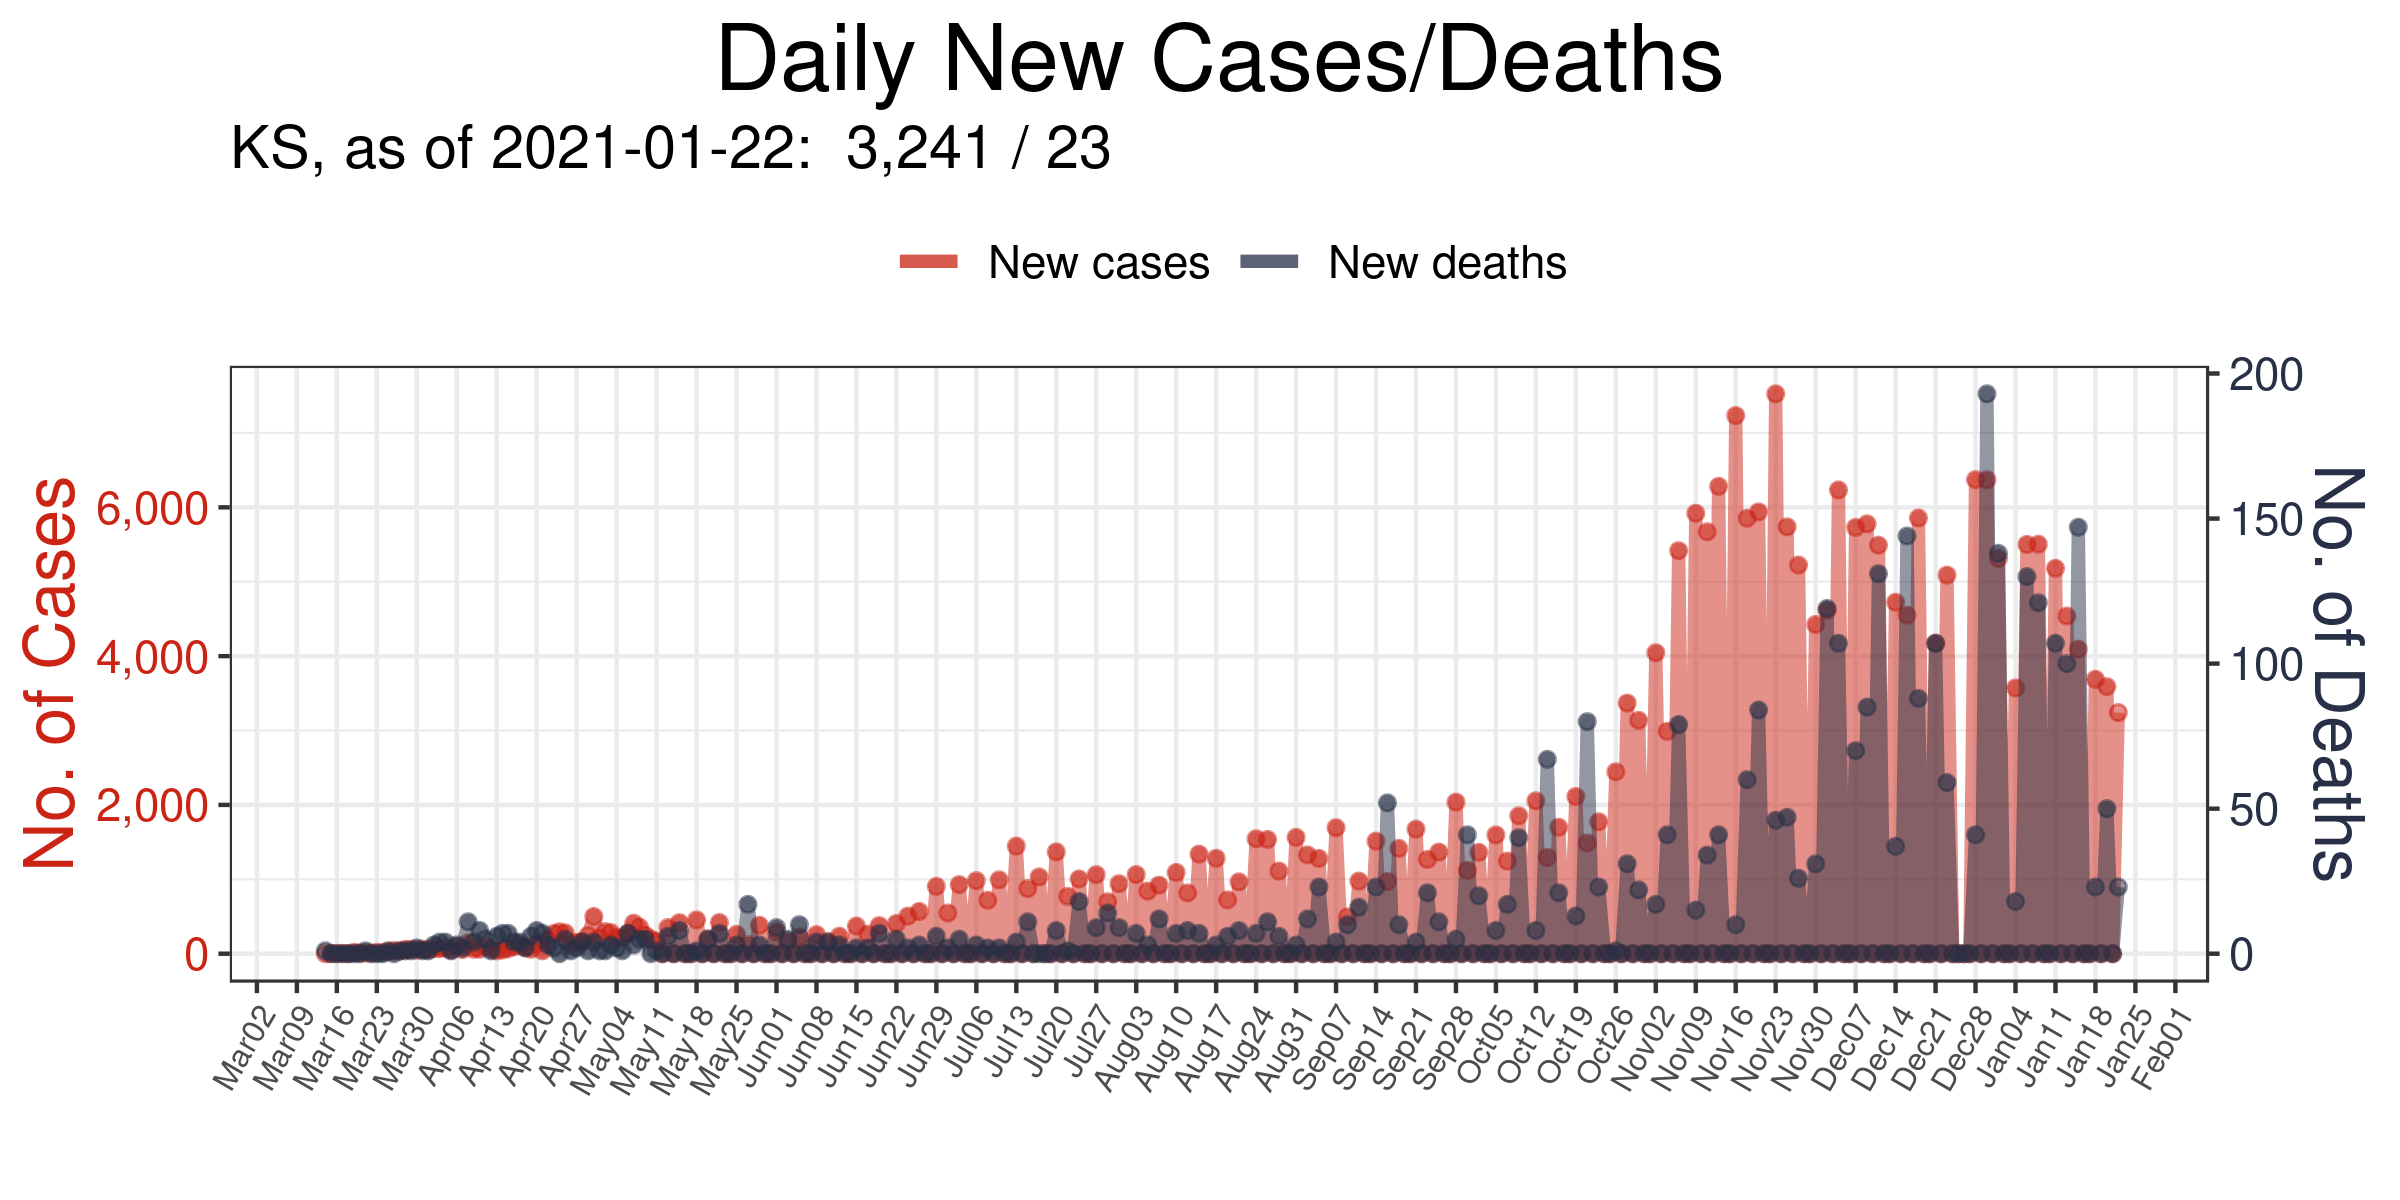 Daily New Cases/Deaths
KS, as of 2021-01-22:  3,241 / 23
New cases
New deaths
No. of Cases
6,000
4,000
2,000
0
No. of Deaths
200
150
100
50
0
Mar02
Mar09
Mar16
Mar23
Mar30
Apr06
Apr13
Apr20
Apr27
May04
May11
May18
May25
Jun01
Jun08
Jun15
Jun22
Jun29
Jul06
Jul13
Jul20
Jul27
Aug03
Aug10
Aug17
Aug24
Aug31
Sep07
Sep14
Sep21
Sep28
Oct05
Oct12
Oct19
Oct26
Nov02
Nov09
Nov16
Nov23
Nov30
Dec07
Dec14
Dec21
Dec28
Jan04
Jan11
Jan18
Jan25
Feb01